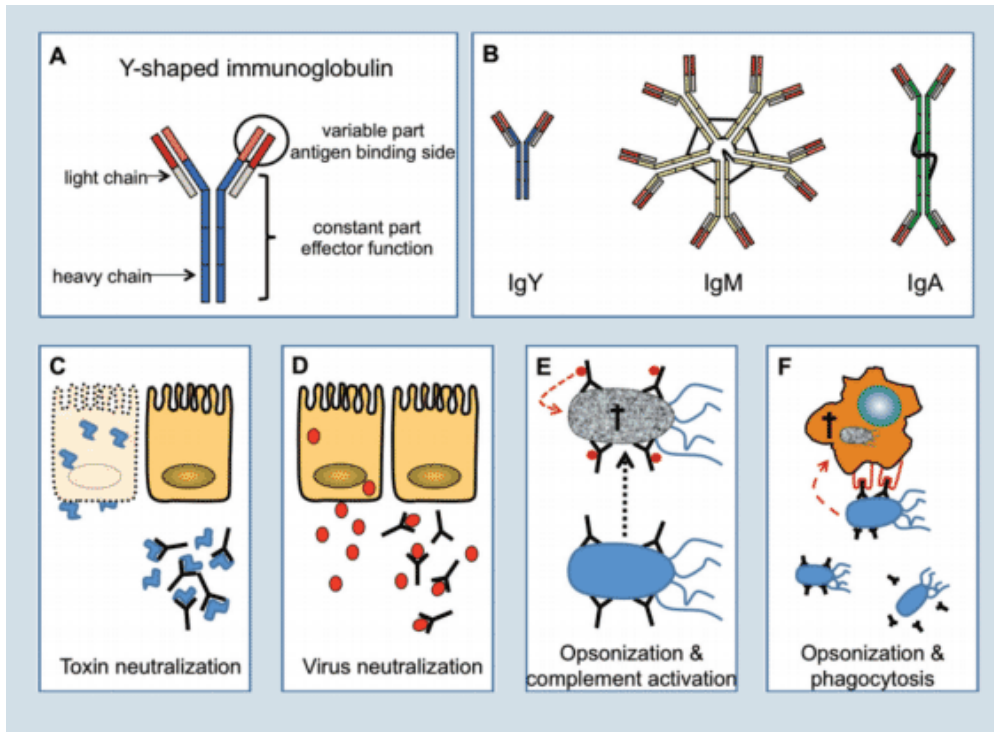 A
Y-shaped immunoglobulin
variable part
antigen binding side
light chain
constant part
effector function
heavy chain
B
IgY
IgM
IgA
C
Toxin neutralization
D
Virus neutralization
E
Opsonization &
complement activation
F
Opsonization &
phagocytosis